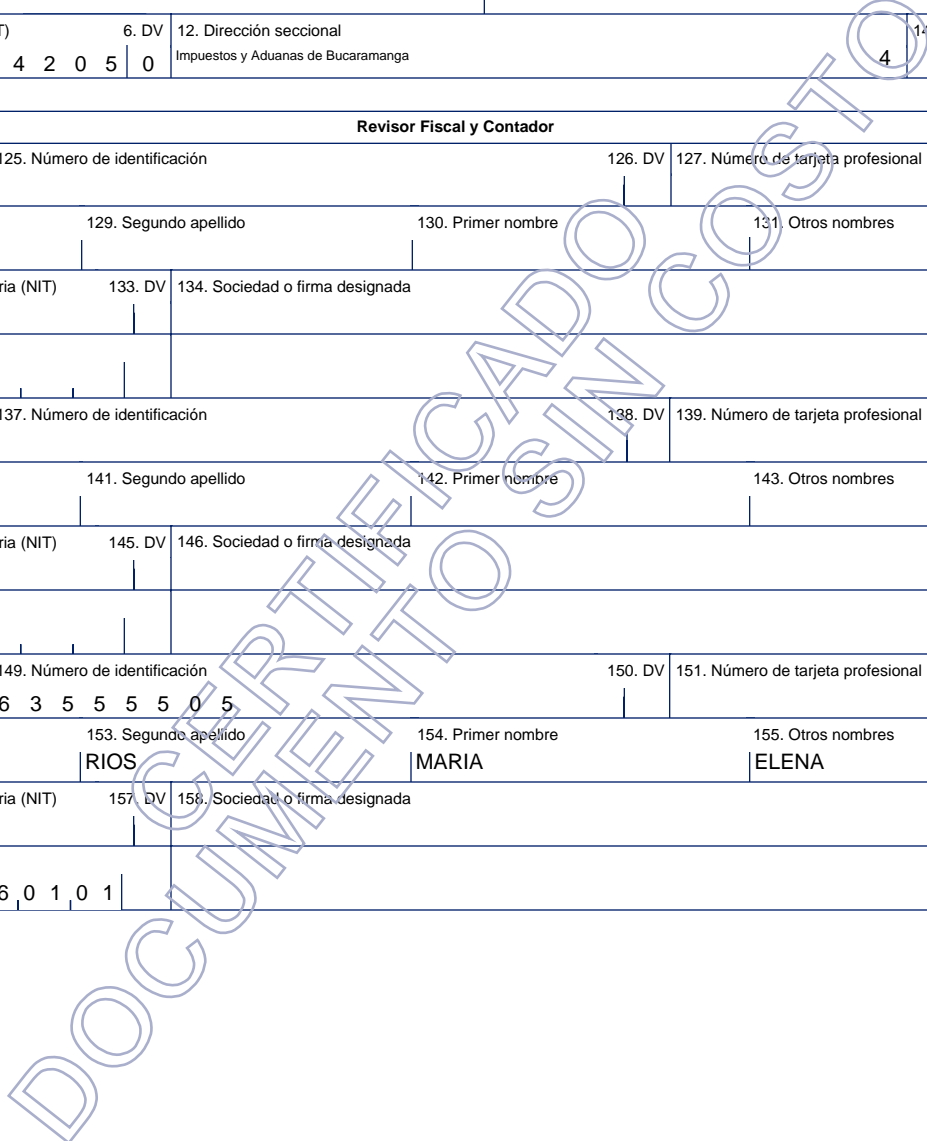 T) 6. DV 12. Dirección seccional 14
4 2 0 5 0 Impuestos y Aduanas de Bucaramanga 4
Revisor Fiscal y Contador
125. Número de identificación 126. DV 127. Número de tarjeta profesional
129. Segundo apellido 130. Primer nombre 131. Otros nombres
ria (NIT) 133. DV 134. Sociedad o firma designada
137. Número de identificación 138. DV 139. Número de tarjeta profesional
141. Segundo apellido 142. Primer nombre 143. Otros nombres
ria (NIT) 145. DV 146. Sociedad o firma designada
149. Número de identificación 150. DV 151. Número de tarjeta profesional
6 3 5 5 5 5 0 5
153. Segundo apellido 154. Primer nombre 155. Otros nombres
RIOS MARIA ELENA
ria (NIT) 157. DV 158. Sociedad o firma designada
6 0 1 0 1
CERTIFICADO
DOCUMENTO SIN COSTO